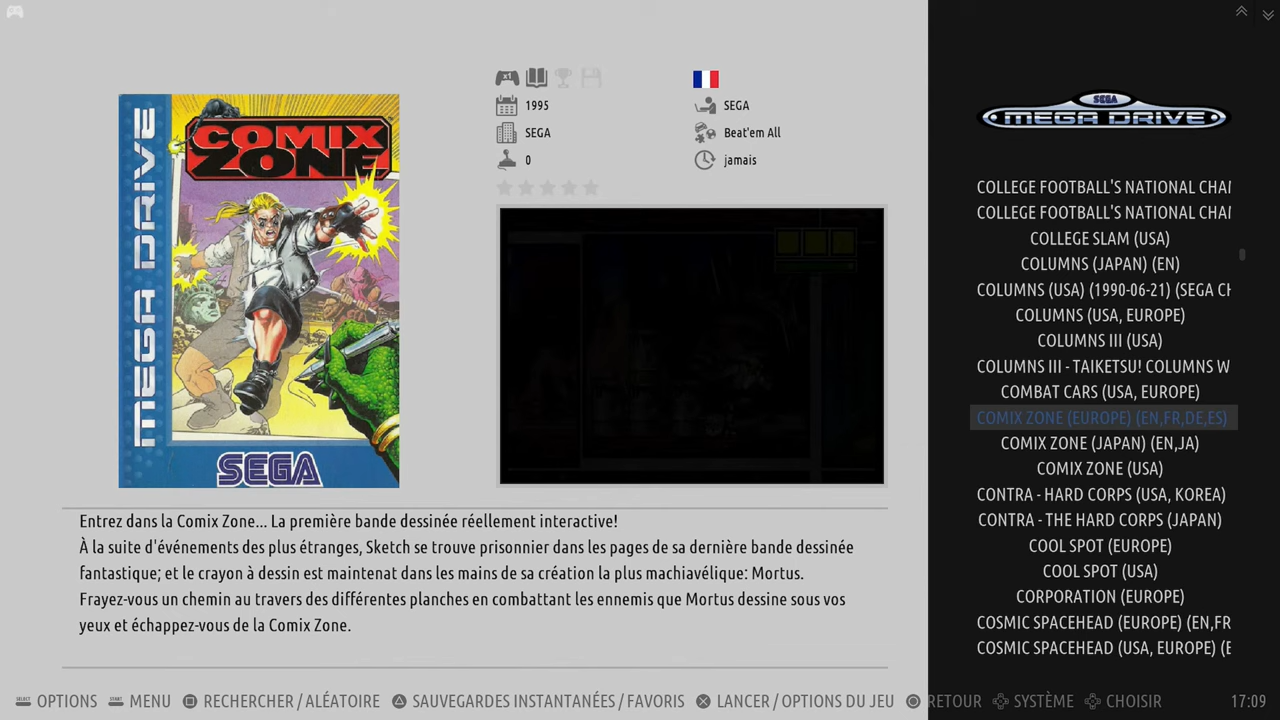 MEGA DRIVE
COMIX
ZONE
SEGA
x1
1995
SEGA
SEGA
Beat'em All
0
jamais
Entrez dans la Comix Zone... La première bande dessinée réellement interactive!
À la suite d'événements des plus étranges, Sketch se trouve prisonnier dans les pages de sa dernière bande dessinée
fantastique; et le crayon à dessin est maintenat dans les mains de sa création la plus machiavélique: Mortus.
Frayez-vous un chemin au travers des différentes planches en combattant les ennemis que Mortus dessine sous vos
yeux et échappez-vous de la Comix Zone.
SEGA
MEGA DRIVE
COLLEGE FOOTBALL'S NATIONAL CHA
COLLEGE FOOTBALL'S NATIONAL CHA
COLLEGE SLAM (USA)
COLUMNS (JAPAN) (EN)
COLUMNS (USA) (1990-06-21) (SEGA C
COLUMNS (USA, EUROPE)
COLUMNS III (USA)
COLUMNS III - TAIKETSU! COLUMNS W
COMBAT CARS (USA, EUROPE)
COMIX ZONE (EUROPE) (EN,FR,DE,ES)
COMIX ZONE (JAPAN) (EN,JA)
COMIX ZONE (USA)
CONTRA - HARD CORPS (USA, KOREA)
CONTRA - THE HARD CORPS (JAPAN)
COOL SPOT (EUROPE)
COOL SPOT (USA)
CORPORATION (EUROPE)
COSMIC SPACEHEAD (EUROPE) (EN,FR
COSMIC SPACEHEAD (USA, EUROPE) (E
SELECT OPTIONS START MENU RECHERCHER/ALÉATOIRE SAUVEGARDES INSTANTANÉES/FAVORIS LANCER/OPTIONS DU JEU RETOUR SYSTÈME CHOISIR 17:09